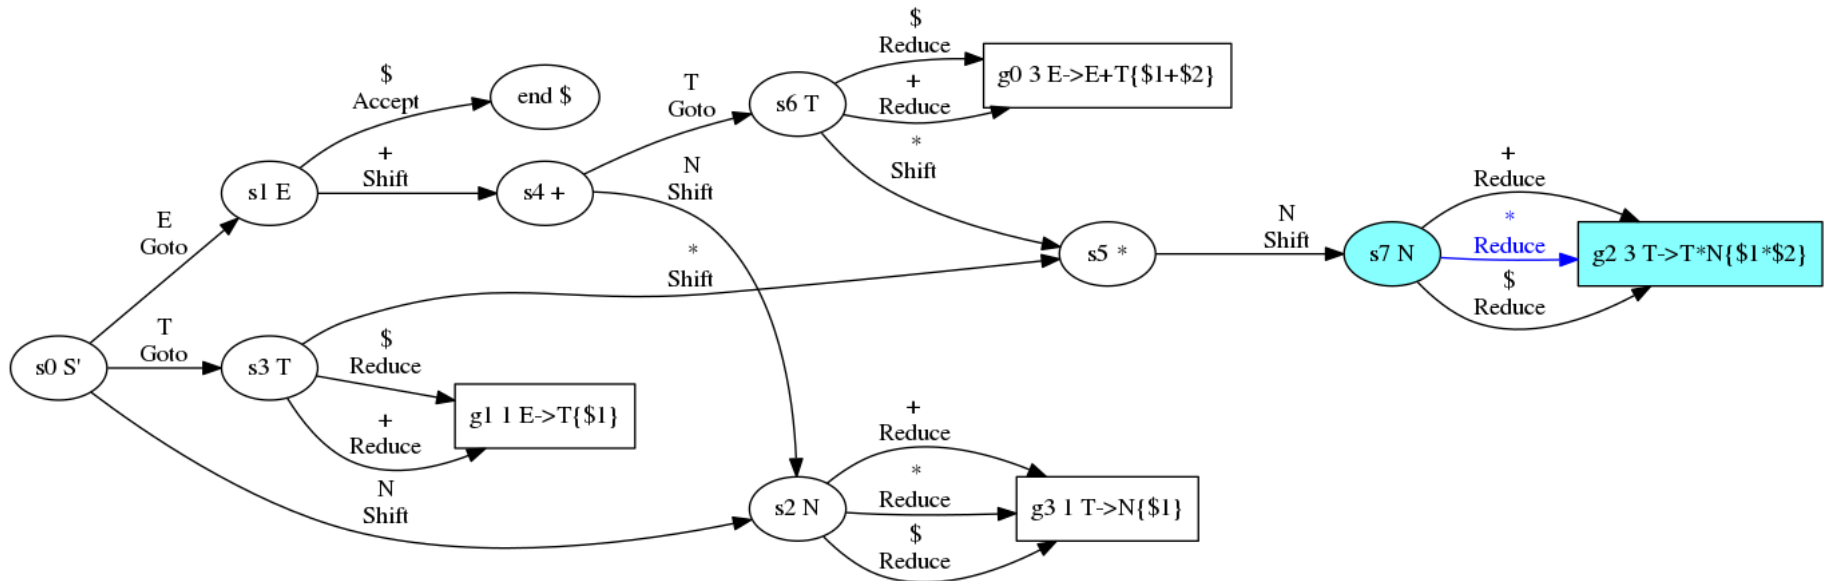 $
Reduce
g0 3 E->E+T{$1+$2}
+
Reduce
s6 T
T
Goto
$
Accept
end $
*
Shift
+
Shift
s1 E
s4 +
N
Shift
E
Goto
*
Shift
s5 *
N
Shift
s7 N
+
Reduce
*
Reduce
g2 3 T->T*N{$1*$2}
$
Reduce
s0 S'
T
Goto
s3 T
$
Reduce
g1 1 E->T{$1}
+
Reduce
N
Shift
s2 N
+
Reduce
*
Reduce
g3 1 T->N{$1}
$
Reduce